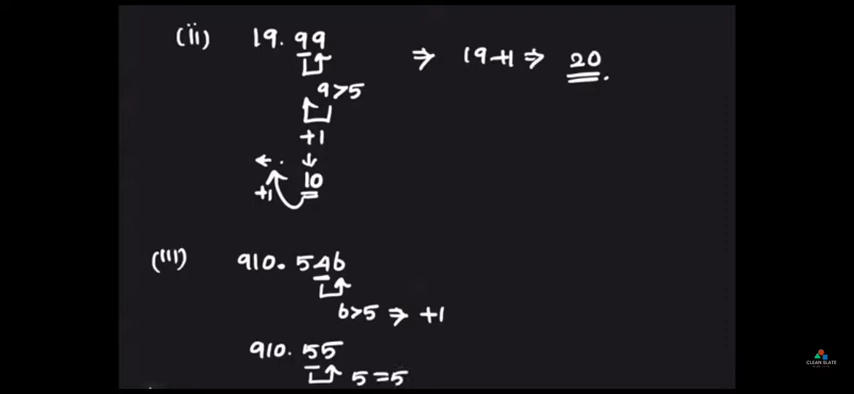 (ii) 19.99 ⇒ 19+1 ⇒ 20.
9>5
+1
← . ↓
+1 10
(iii) 910.546
6>5 ⇒ +1
910.55
5=5
CLEAN SLATE